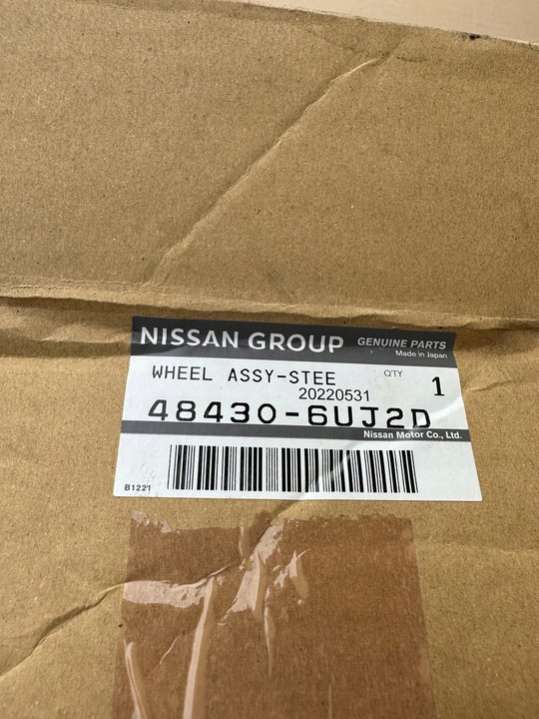 NISSAN GROUP GENUINE PARTS
Made in Japan
WHEEL ASSY-STEE QTY 1
20220531
48430-6UJ2D
Nissan Motor Co., Ltd.
B1221